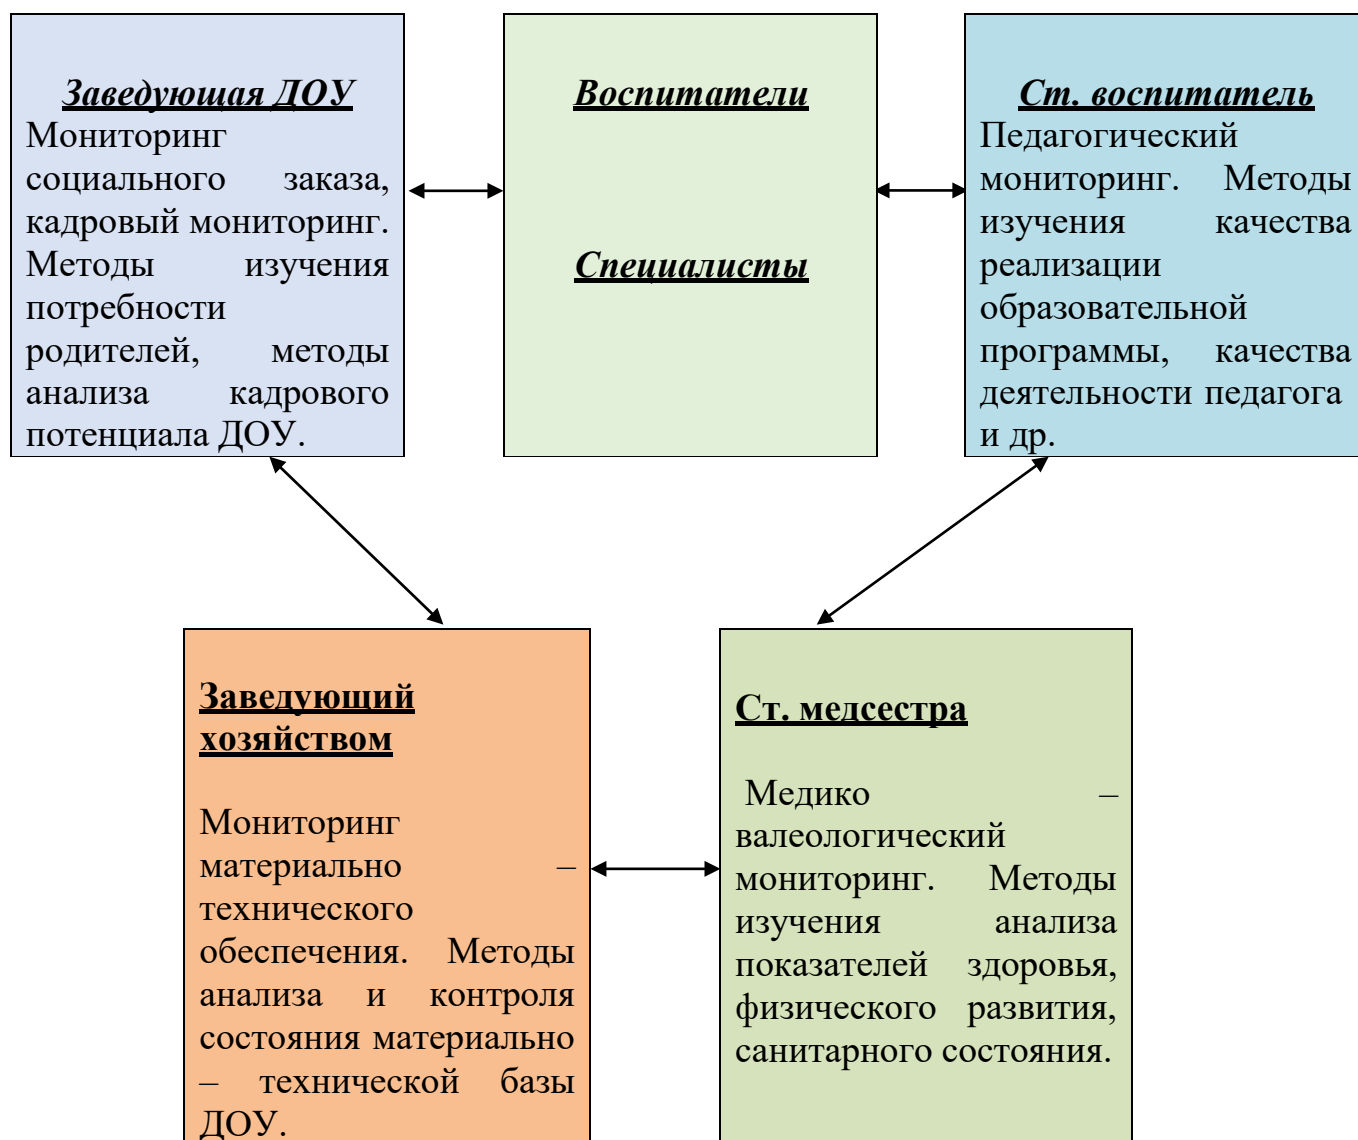 Заведующая ДОУ
Мониторинг
социального заказа,
кадровый мониторинг.
Методы изучения
потребности
родителей, методы
анализа кадрового
потенциала ДОУ.
Воспитатели
Специалисты
Ст. воспитатель
Педагогический
мониторинг. Методы
изучения качества
реализации
образовательной
программы, качества
деятельности педагога
и др.
Заведующий
хозяйством
Мониторинг
материально –
технического
обеспечения. Методы
анализа и контроля
состояния материально
– технической базы
ДОУ.
Ст. медсестра
Медико –
валеологический
мониторинг. Методы
изучения анализа
показателей здоровья,
физического развития,
санитарного состояния.